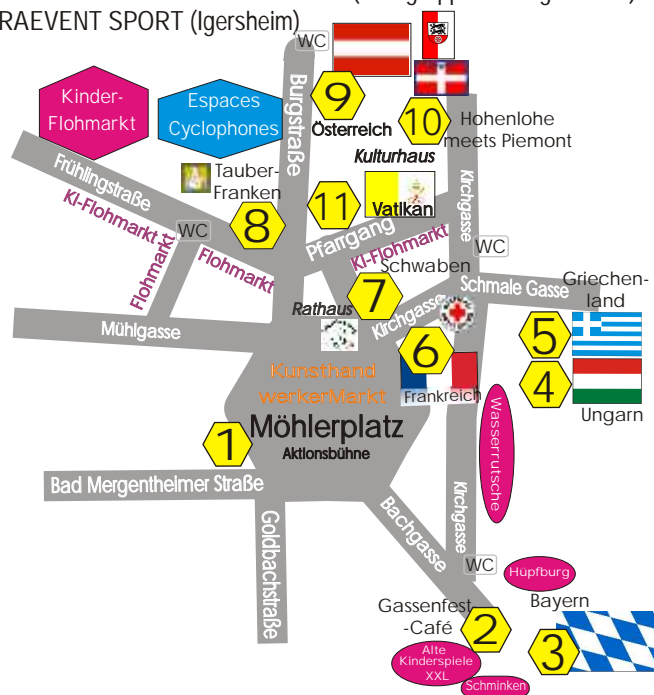 RAEVENT SPORT (Igersheim)
WC
Kinder-
Flohmarkt
Espaces
Cyclophones
Burgstraße
9
Österreich
10
Hohenlohe
meets Piemont
Kulturhaus
Frühlingstraße
Tauber-
Franken
11
Vatikan
Kirchgasse
KI-Flohmarkt
WC
8
Pfarrgang
KI-Flohmarkt
WC
Flohmarkt
Flohmarkt
Schwaben
7
Schmale Gasse
Griechen-
land
Mühlgasse
Rathaus
Kirchgasse
5
6
Kunsthand
werkerMarkt
Frankreich
4
Ungarn
1
Möhlerplatz
Aktionsbühne
Wasserrutsche
Bad Mergentheimer Straße
Goldbachstraße
Bachgasse
Kirchgasse
WC
Hüpfburg
Bayern
Gassenfest
-Café
2
3
Alte
Kinderspiele
XXL
Schminken